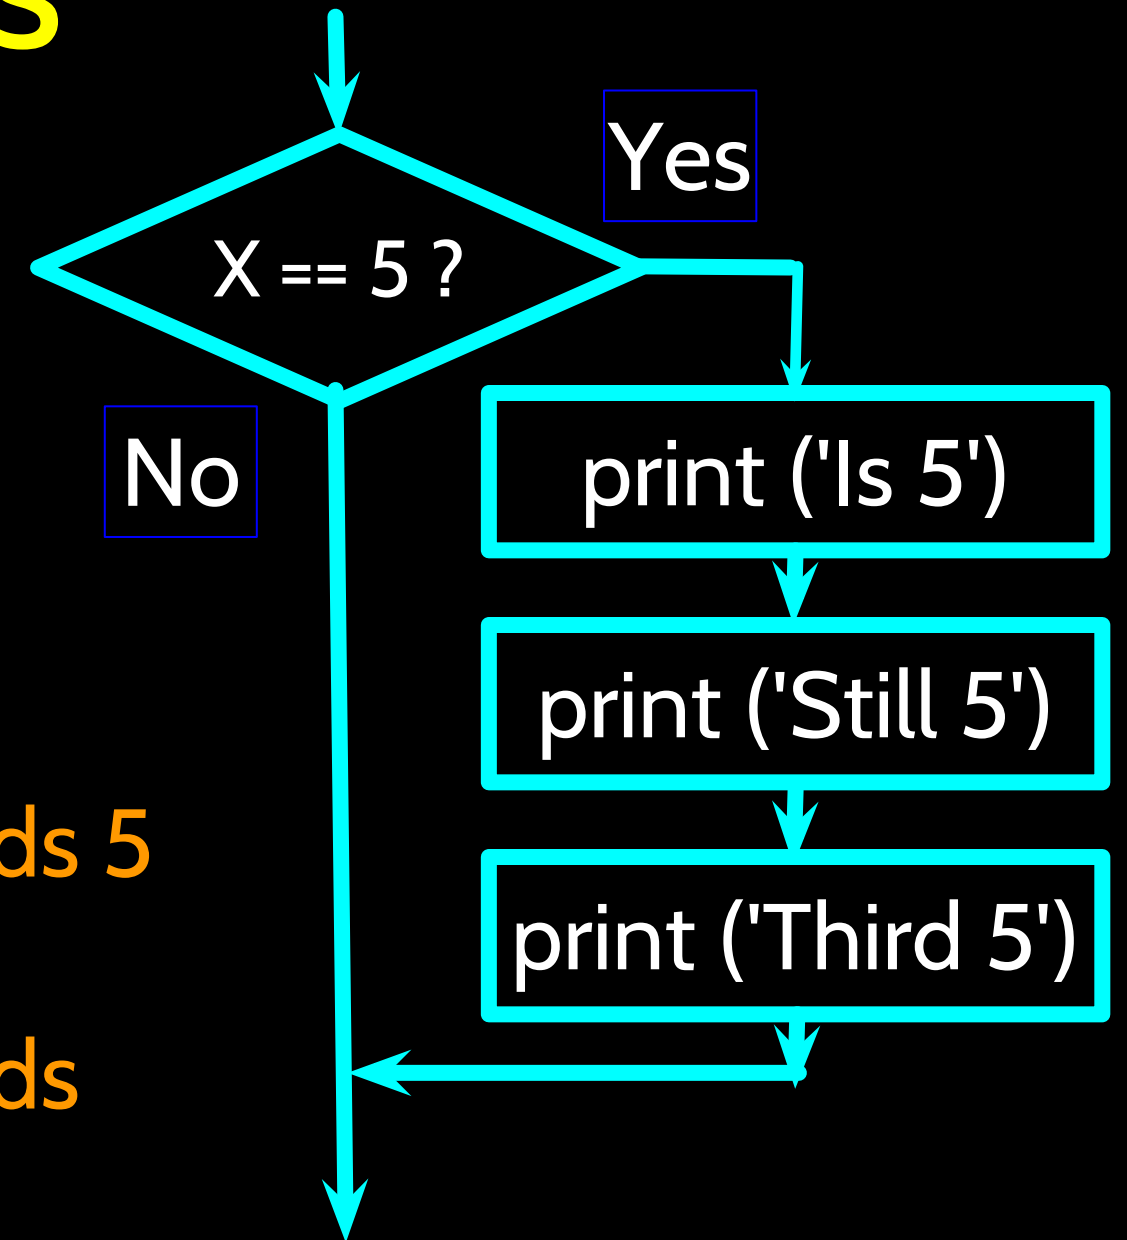 s
Yes
X == 5 ?
No
print ('Is 5')
print ('Still 5')
ds 5
print ('Third 5')
ds